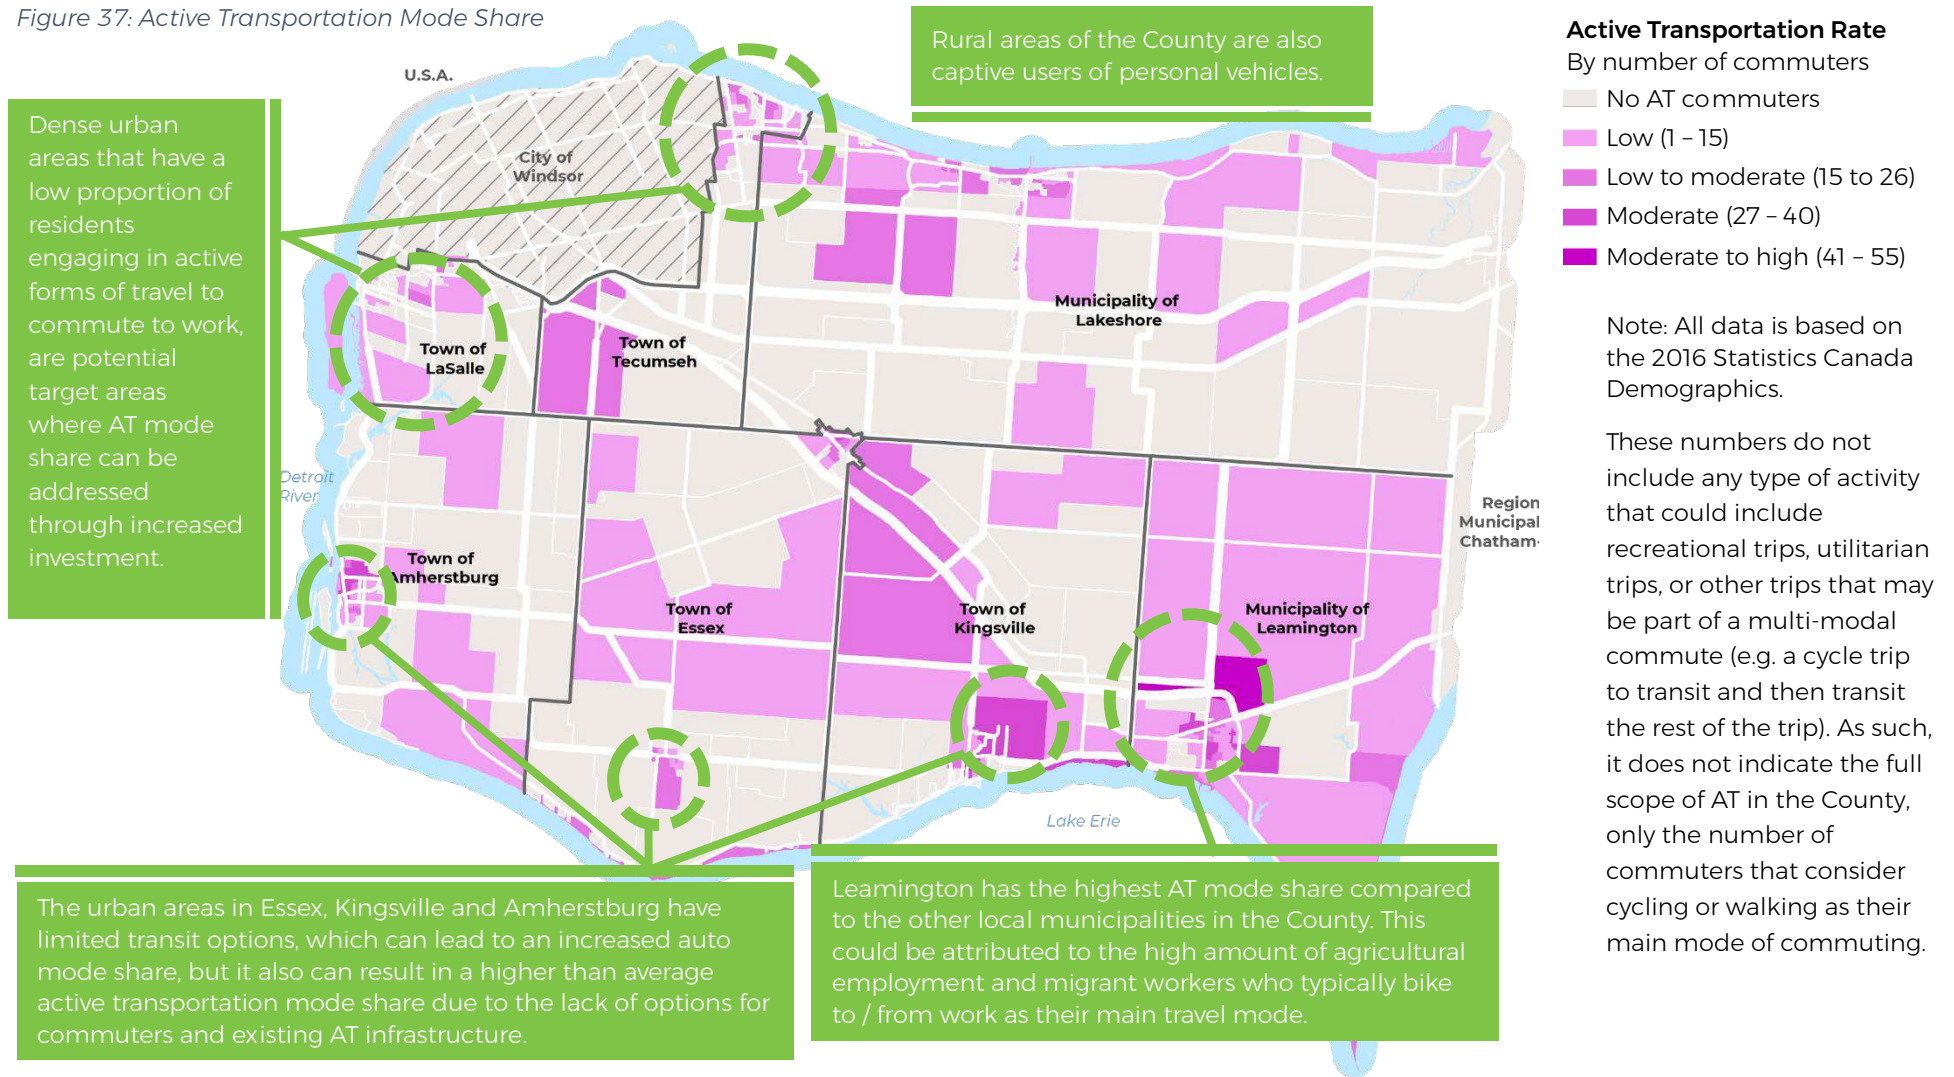 Figure 37: Active Transportation Mode Share
Rural areas of the County are also
captive users of personal vehicles.
Dense urban
areas that have a
low proportion of
residents
engaging in active
forms of travel to
commute to work,
are potential
target areas
where AT mode
share can be
addressed
through increased
investment.
U.S.A.
City of
Windsor
Town of
LaSalle
Town of
Tecumseh
Municipality of
Lakeshore
Detroit
River
Town of
Amherstburg
Town of
Essex
Town of
Kingsville
Municipality of
Leamington
Region
Municipal
Chatham-
Lake Erie
The urban areas in Essex, Kingsville and Amherstburg have
limited transit options, which can lead to an increased auto
mode share, but it also can result in a higher than average
active transportation mode share due to the lack of options for
commuters and existing AT infrastructure.
Leamington has the highest AT mode share compared
to the other local municipalities in the County. This
could be attributed to the high amount of agricultural
employment and migrant workers who typically bike
to / from work as their main travel mode.
Active Transportation Rate
By number of commuters
No AT commuters
Low (1 – 15)
Low to moderate (15 to 26)
Moderate (27 – 40)
Moderate to high (41 – 55)
Note: All data is based on
the 2016 Statistics Canada
Demographics.
These numbers do not
include any type of activity
that could include
recreational trips, utilitarian
trips, or other trips that may
be part of a multi-modal
commute (e.g. a cycle trip
to transit and then transit
the rest of the trip). As such,
it does not indicate the full
scope of AT in the County,
only the number of
commuters that consider
cycling or walking as their
main mode of commuting.